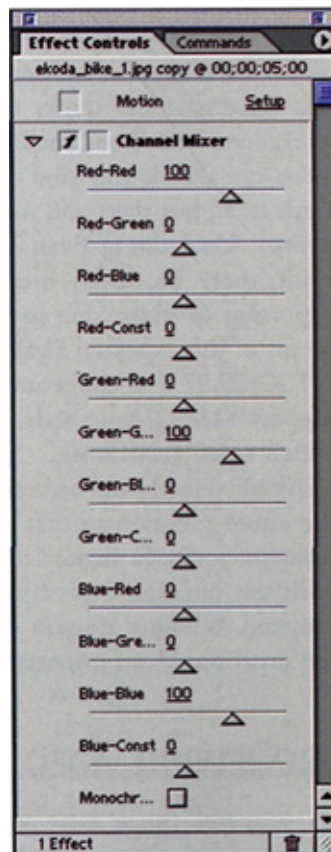 Effect Controls Commands
ekoda_bike_1.jpg copy @ 00;00;05;00
Motion Setup
f Channel Mixer
Red-Red 100
Red-Green 0
Red-Blue 0
Red-Const 0
Green-Red 0
Green-G... 100
Green-Bl... 0
Green-C... 0
Blue-Red 0
Blue-Gre... 0
Blue-Blue 100
Blue-Const 0
Monochr...
1 Effect